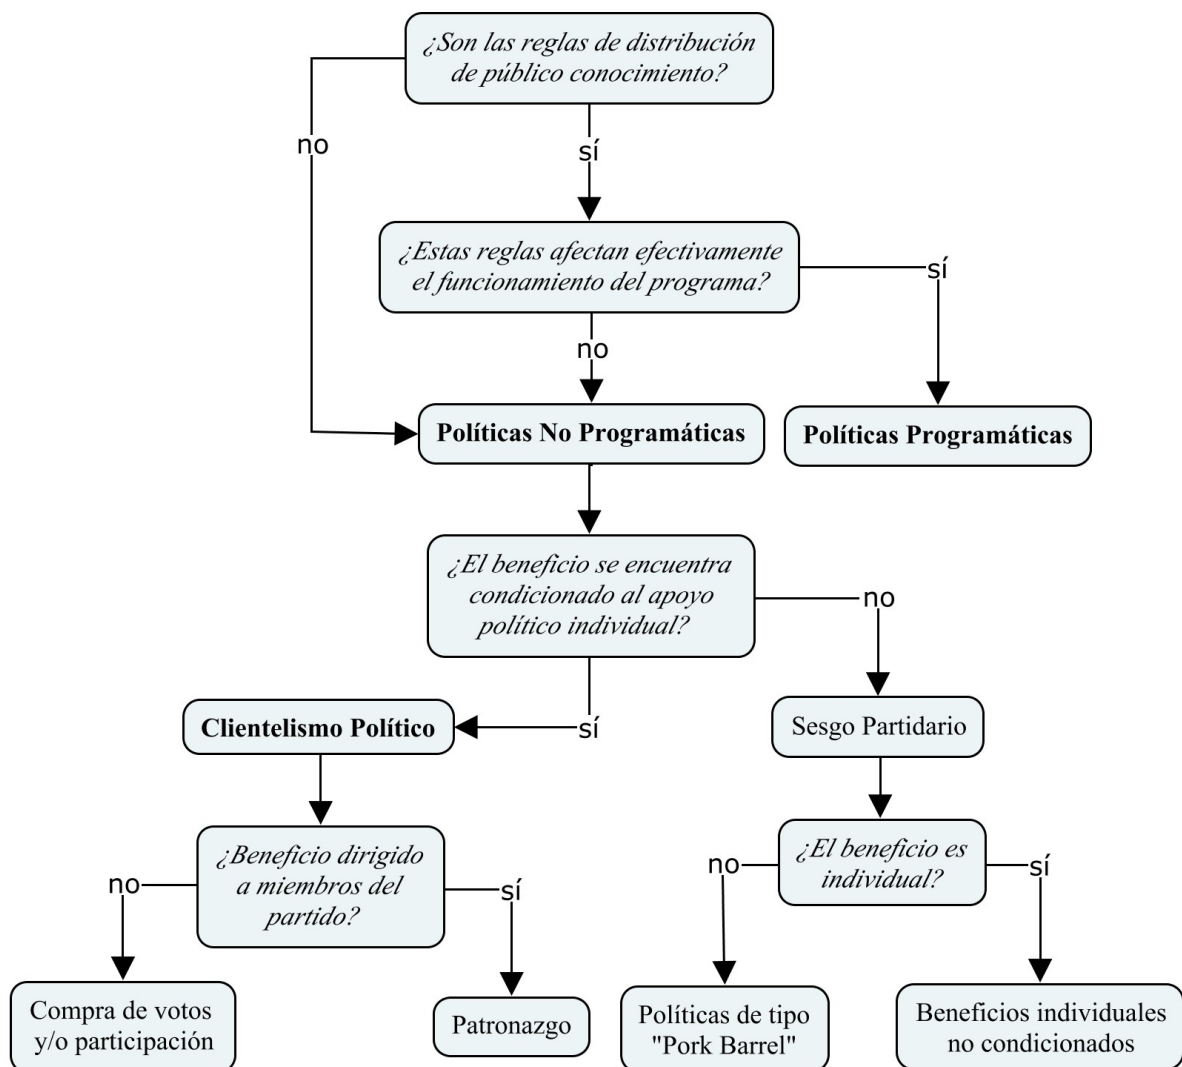 ¿Son las reglas de distribución
de público conocimiento?
no
sí
¿Estas reglas afectan efectivamente
el funcionamiento del programa?
sí
no
Políticas No Programáticas
Políticas Programáticas
¿El beneficio se encuentra
condicionado al apoyo
político individual?
no
sí
Clientelismo Político
Sesgo Partidario
¿Beneficio dirigido
a miembros del
partido?
¿El beneficio es
individual?
no
sí
no
sí
Compra de votos
y/o participación
Patronazgo
Políticas de tipo
"Pork Barrel"
Beneficios individuales
no condicionados